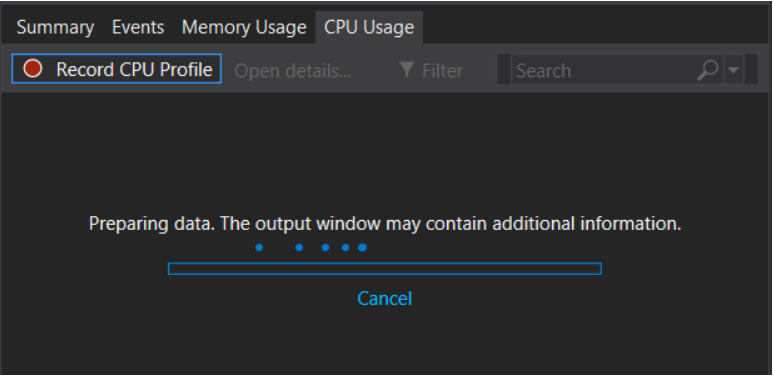 Summary Events Memory Usage CPU Usage
Record CPU Profile Open details... Filter Search
Preparing data. The output window may contain additional information.
Cancel